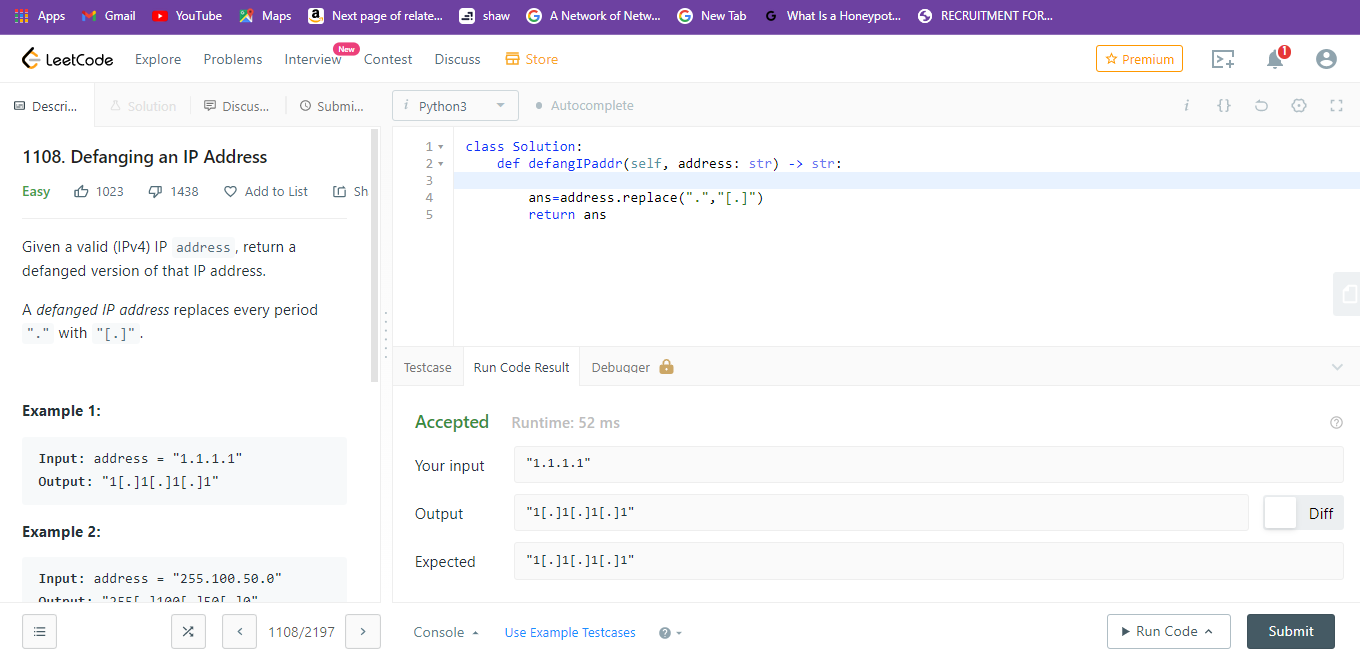 Apps Gmail YouTube Maps Next page of relate... shaw A Network of Netw... New Tab What Is a Honeypot... RECRUITMENT FOR...
LeetCode Explore Problems Interview New Contest Discuss Store Premium 1
Descri... Solution Discus... Submi...
i Python3 Autocomplete i {}
1108. Defanging an IP Address
Easy 1023 1438 Add to List Sh
Given a valid (IPv4) IP address, return a
defanged version of that IP address.
A defanged IP address replaces every period
"." with "[.]".
Example 1:
Input: address = "1.1.1.1"
Output: "1[.]1[.]1[.]1"
Example 2:
Input: address = "255.100.50.0"
Output: "255[.]100[.]50[.]0"
1 class Solution:
2 def defangIPaddr(self, address: str) -> str:
3
4 ans=address.replace(".","[.]")
5 return ans
Testcase Run Code Result Debugger
Accepted Runtime: 52 ms
Your input "1.1.1.1"
Output "1[.]1[.]1[.]1" Diff
Expected "1[.]1[.]1[.]1"
1108/2197 Console Use Example Testcases ? Run Code Submit